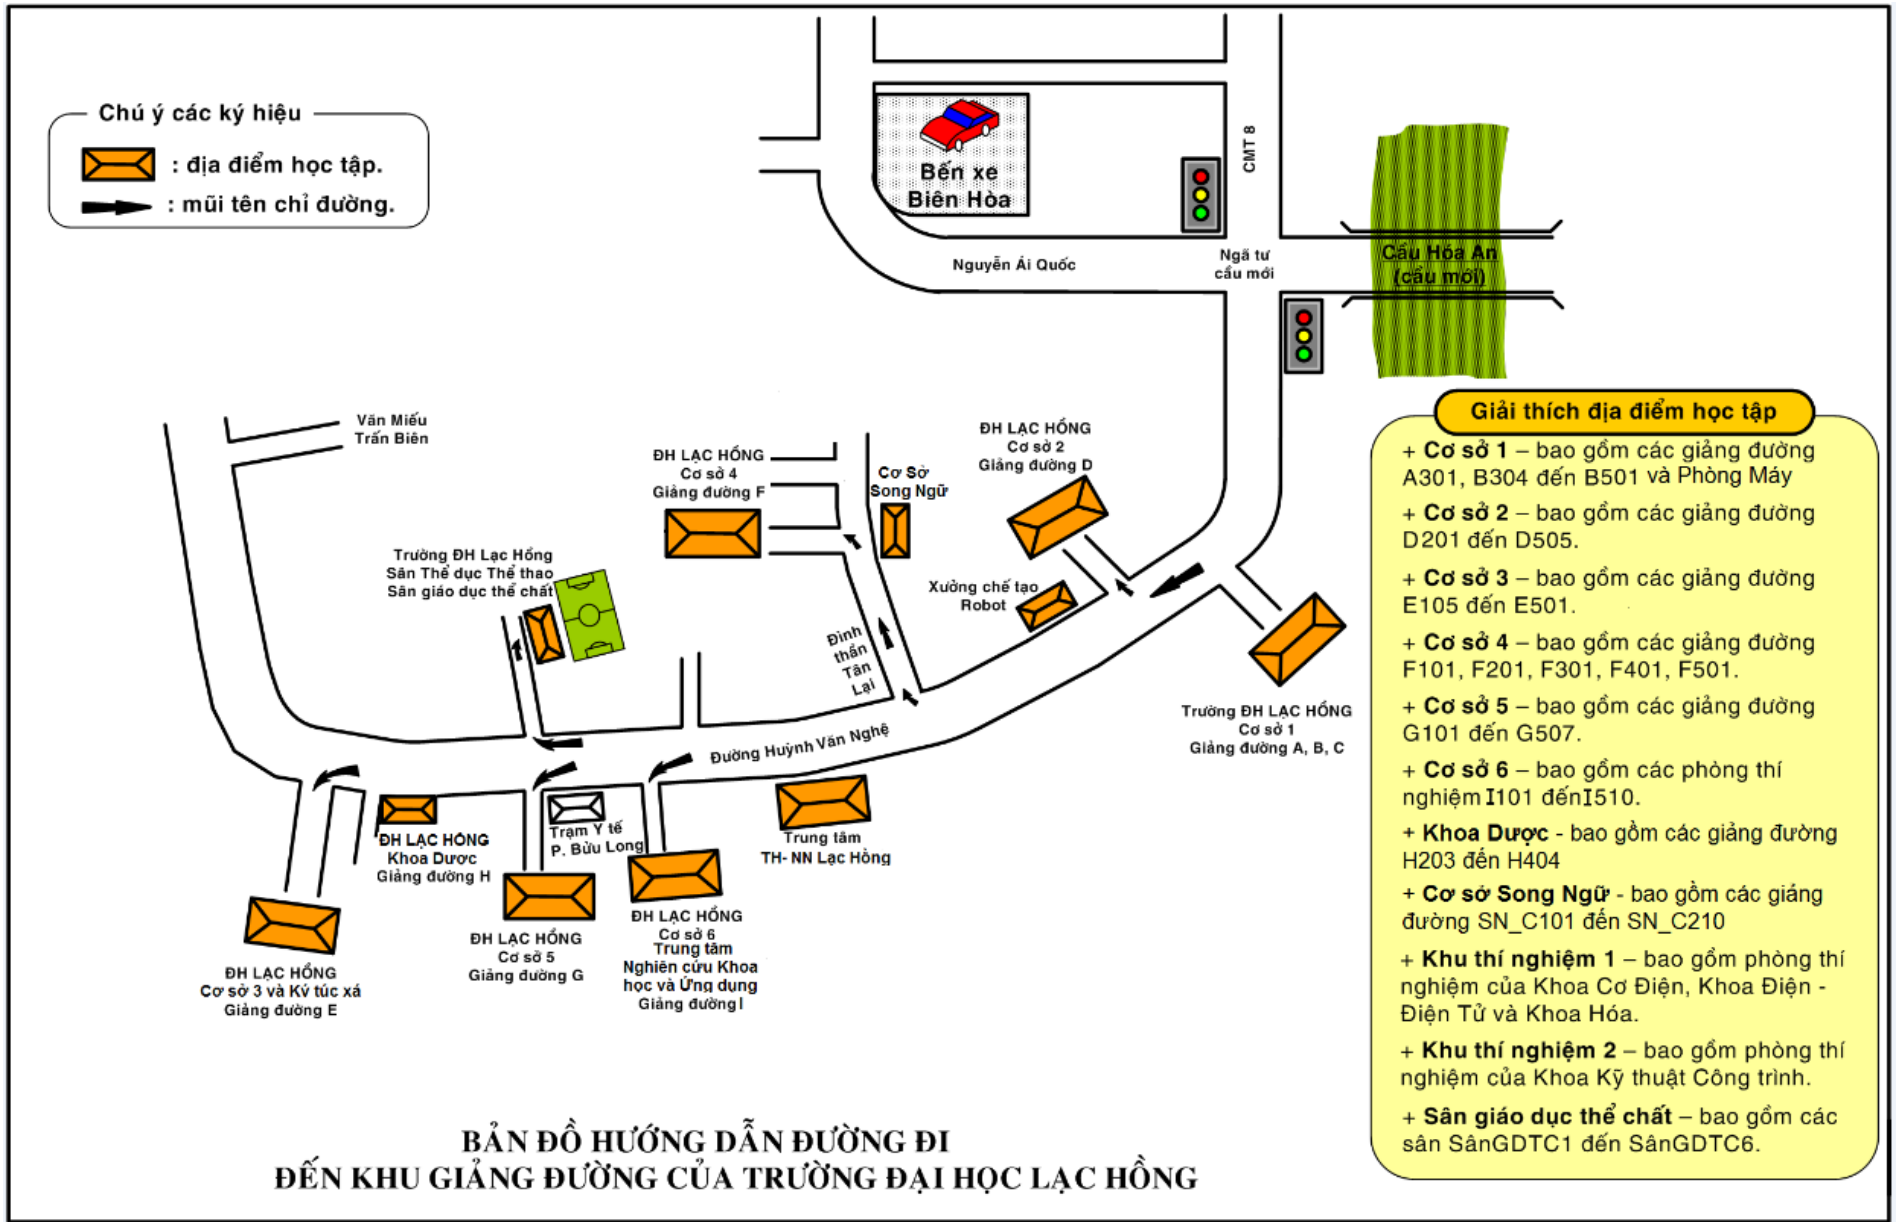 Chú ý các ký hiệu
: địa điểm học tập.
: mũi tên chỉ đường.
Bến xe
Biên Hòa
CMT 8
Nguyễn Ái Quốc
Ngã tư
cầu mới
Cầu Hóa An
(cầu mới)
Văn Miếu
Trấn Biên
ĐH LẠC HỒNG
Cơ sở 4
Giảng đường F
Cơ Sở
Song Ngữ
ĐH LẠC HỒNG
Cơ sở 2
Giảng đường D
Trường ĐH Lạc Hồng
Sân Thể dục Thể thao
Sân giáo dục thể chất
Xưởng chế tạo
Robot
Đình
thần
Tân
Lại
Đường Huỳnh Văn Nghệ
Trường ĐH LẠC HỒNG
Cơ sở 1
Giảng đường A, B, C
ĐH LẠC HỒNG
Khoa Dược
Giảng đường H
Trạm Y tế
P. Bửu Long
Trung tâm
TH- NN Lạc Hồng
ĐH LẠC HỒNG
Cơ sở 3 và Ký túc xá
Giảng đường E
ĐH LẠC HỒNG
Cơ sở 5
Giảng đường G
ĐH LẠC HỒNG
Cơ sở 6
Trung tâm
Nghiên cứu Khoa
học và Ứng dụng
Giảng đường I
Giải thích địa điểm học tập
+ Cơ sở 1 – bao gồm các giảng đường
A301, B304 đến B501 và Phòng Máy
+ Cơ sở 2 – bao gồm các giảng đường
D201 đến D505.
+ Cơ sở 3 – bao gồm các giảng đường
E105 đến E501.
+ Cơ sở 4 – bao gồm các giảng đường
F101, F201, F301, F401, F501.
+ Cơ sở 5 – bao gồm các giảng đường
G101 đến G507.
+ Cơ sở 6 – bao gồm các phòng thí
nghiệm I101 đến I510.
+ Khoa Dược - bao gồm các giảng đường
H203 đến H404
+ Cơ sở Song Ngữ - bao gồm các giảng
đường SN_C101 đến SN_C210
+ Khu thí nghiệm 1 – bao gồm phòng thí
nghiệm của Khoa Cơ Điện, Khoa Điện -
Điện Tử và Khoa Hóa.
+ Khu thí nghiệm 2 – bao gồm phòng thí
nghiệm của Khoa Kỹ thuật Công trình.
+ Sân giáo dục thể chất – bao gồm các
sân SânGDTC1 đến SânGDTC6.
BẢN ĐỒ HƯỚNG DẪN ĐƯỜNG ĐI
ĐẾN KHU GIẢNG ĐƯỜNG CỦA TRƯỜNG ĐẠI HỌC LẠC HỒNG